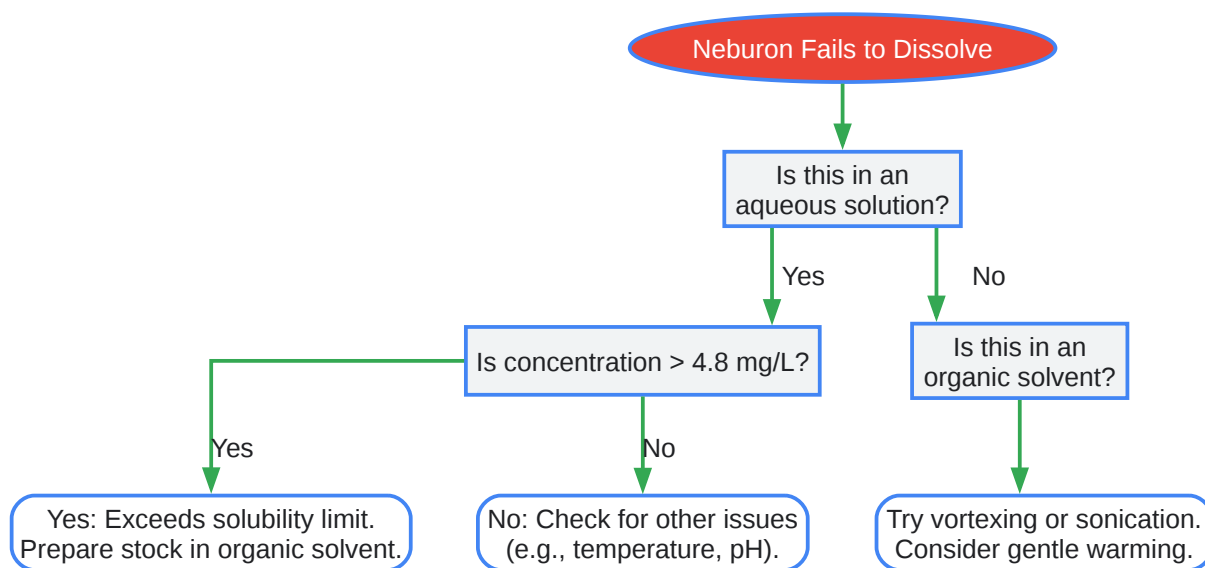 Neburon Fails to Dissolve
Is this in an
aqueous solution?
Yes
No
Is concentration > 4.8 mg/L?
Is this in an
organic solvent?
Yes
No
Yes: Exceeds solubility limit.
Prepare stock in organic solvent.
No: Check for other issues
(e.g., temperature, pH).
Try vortexing or sonication.
Consider gentle warming.